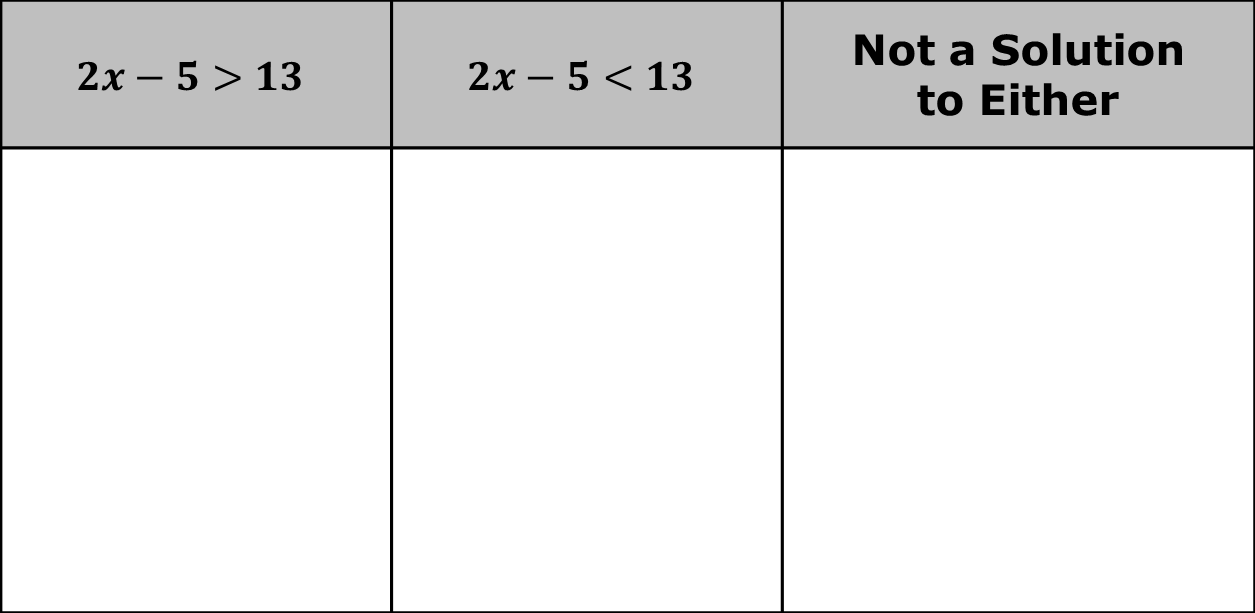 2x − 5 > 13
2x − 5 < 13
Not a Solution
to Either